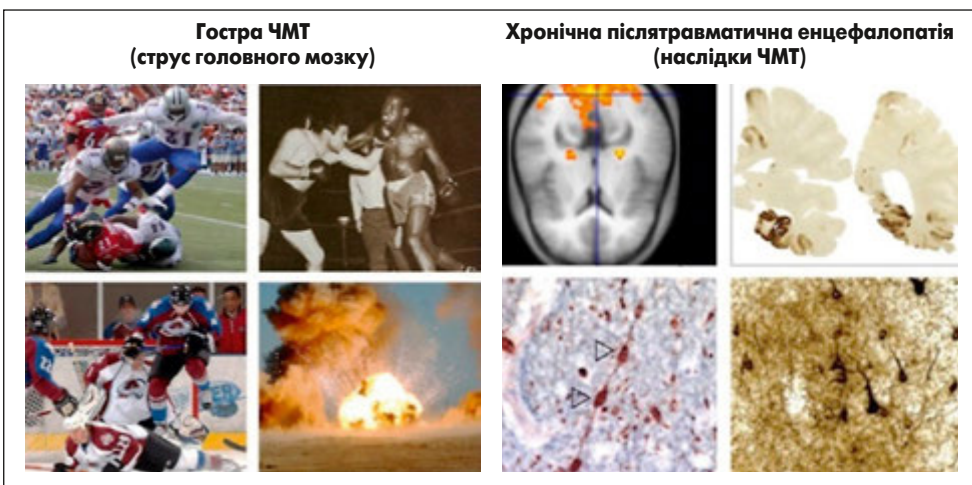 Гостра ЧМТ
(струс головного мозку)
Хронічна післятравматична енцефалопатія
(наслідки ЧМТ)